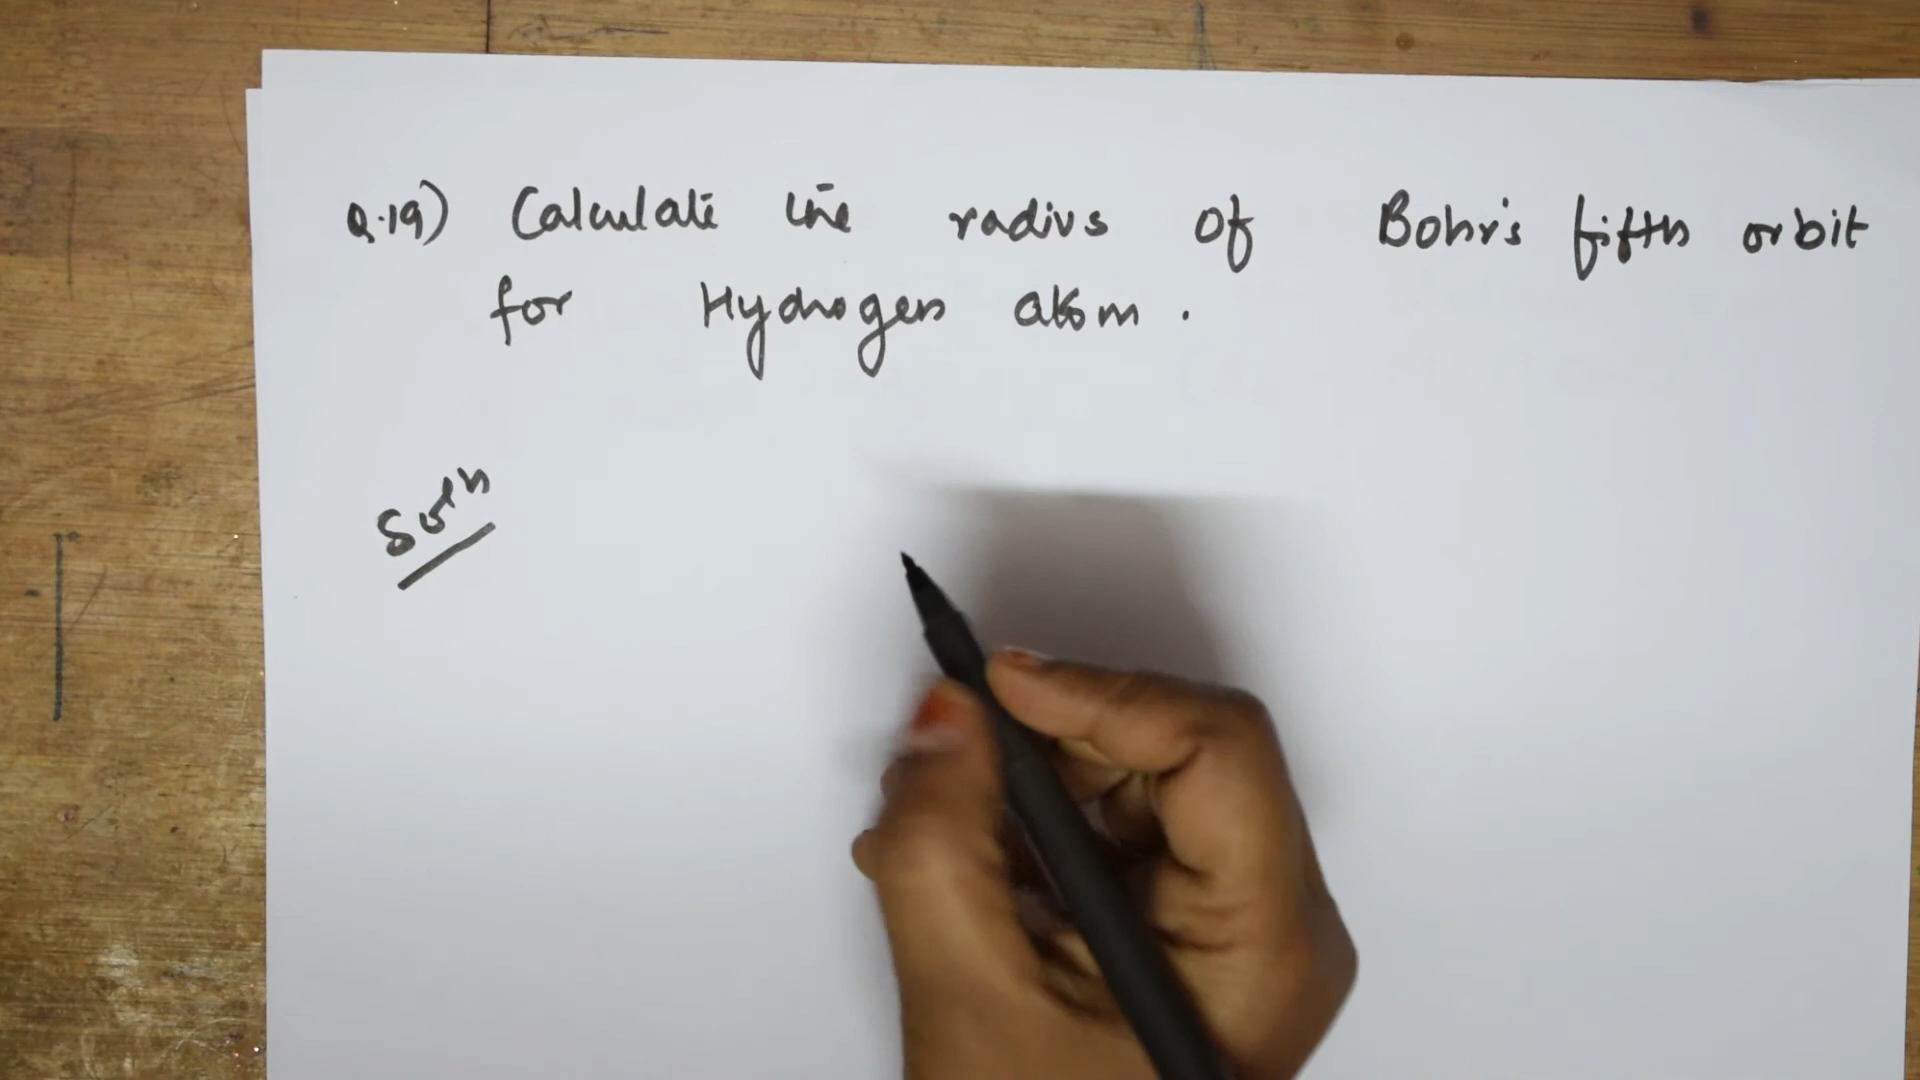 Q.19) Calculate the radius of Bohr's fifth orbit
for Hydrogen atom.
Soln